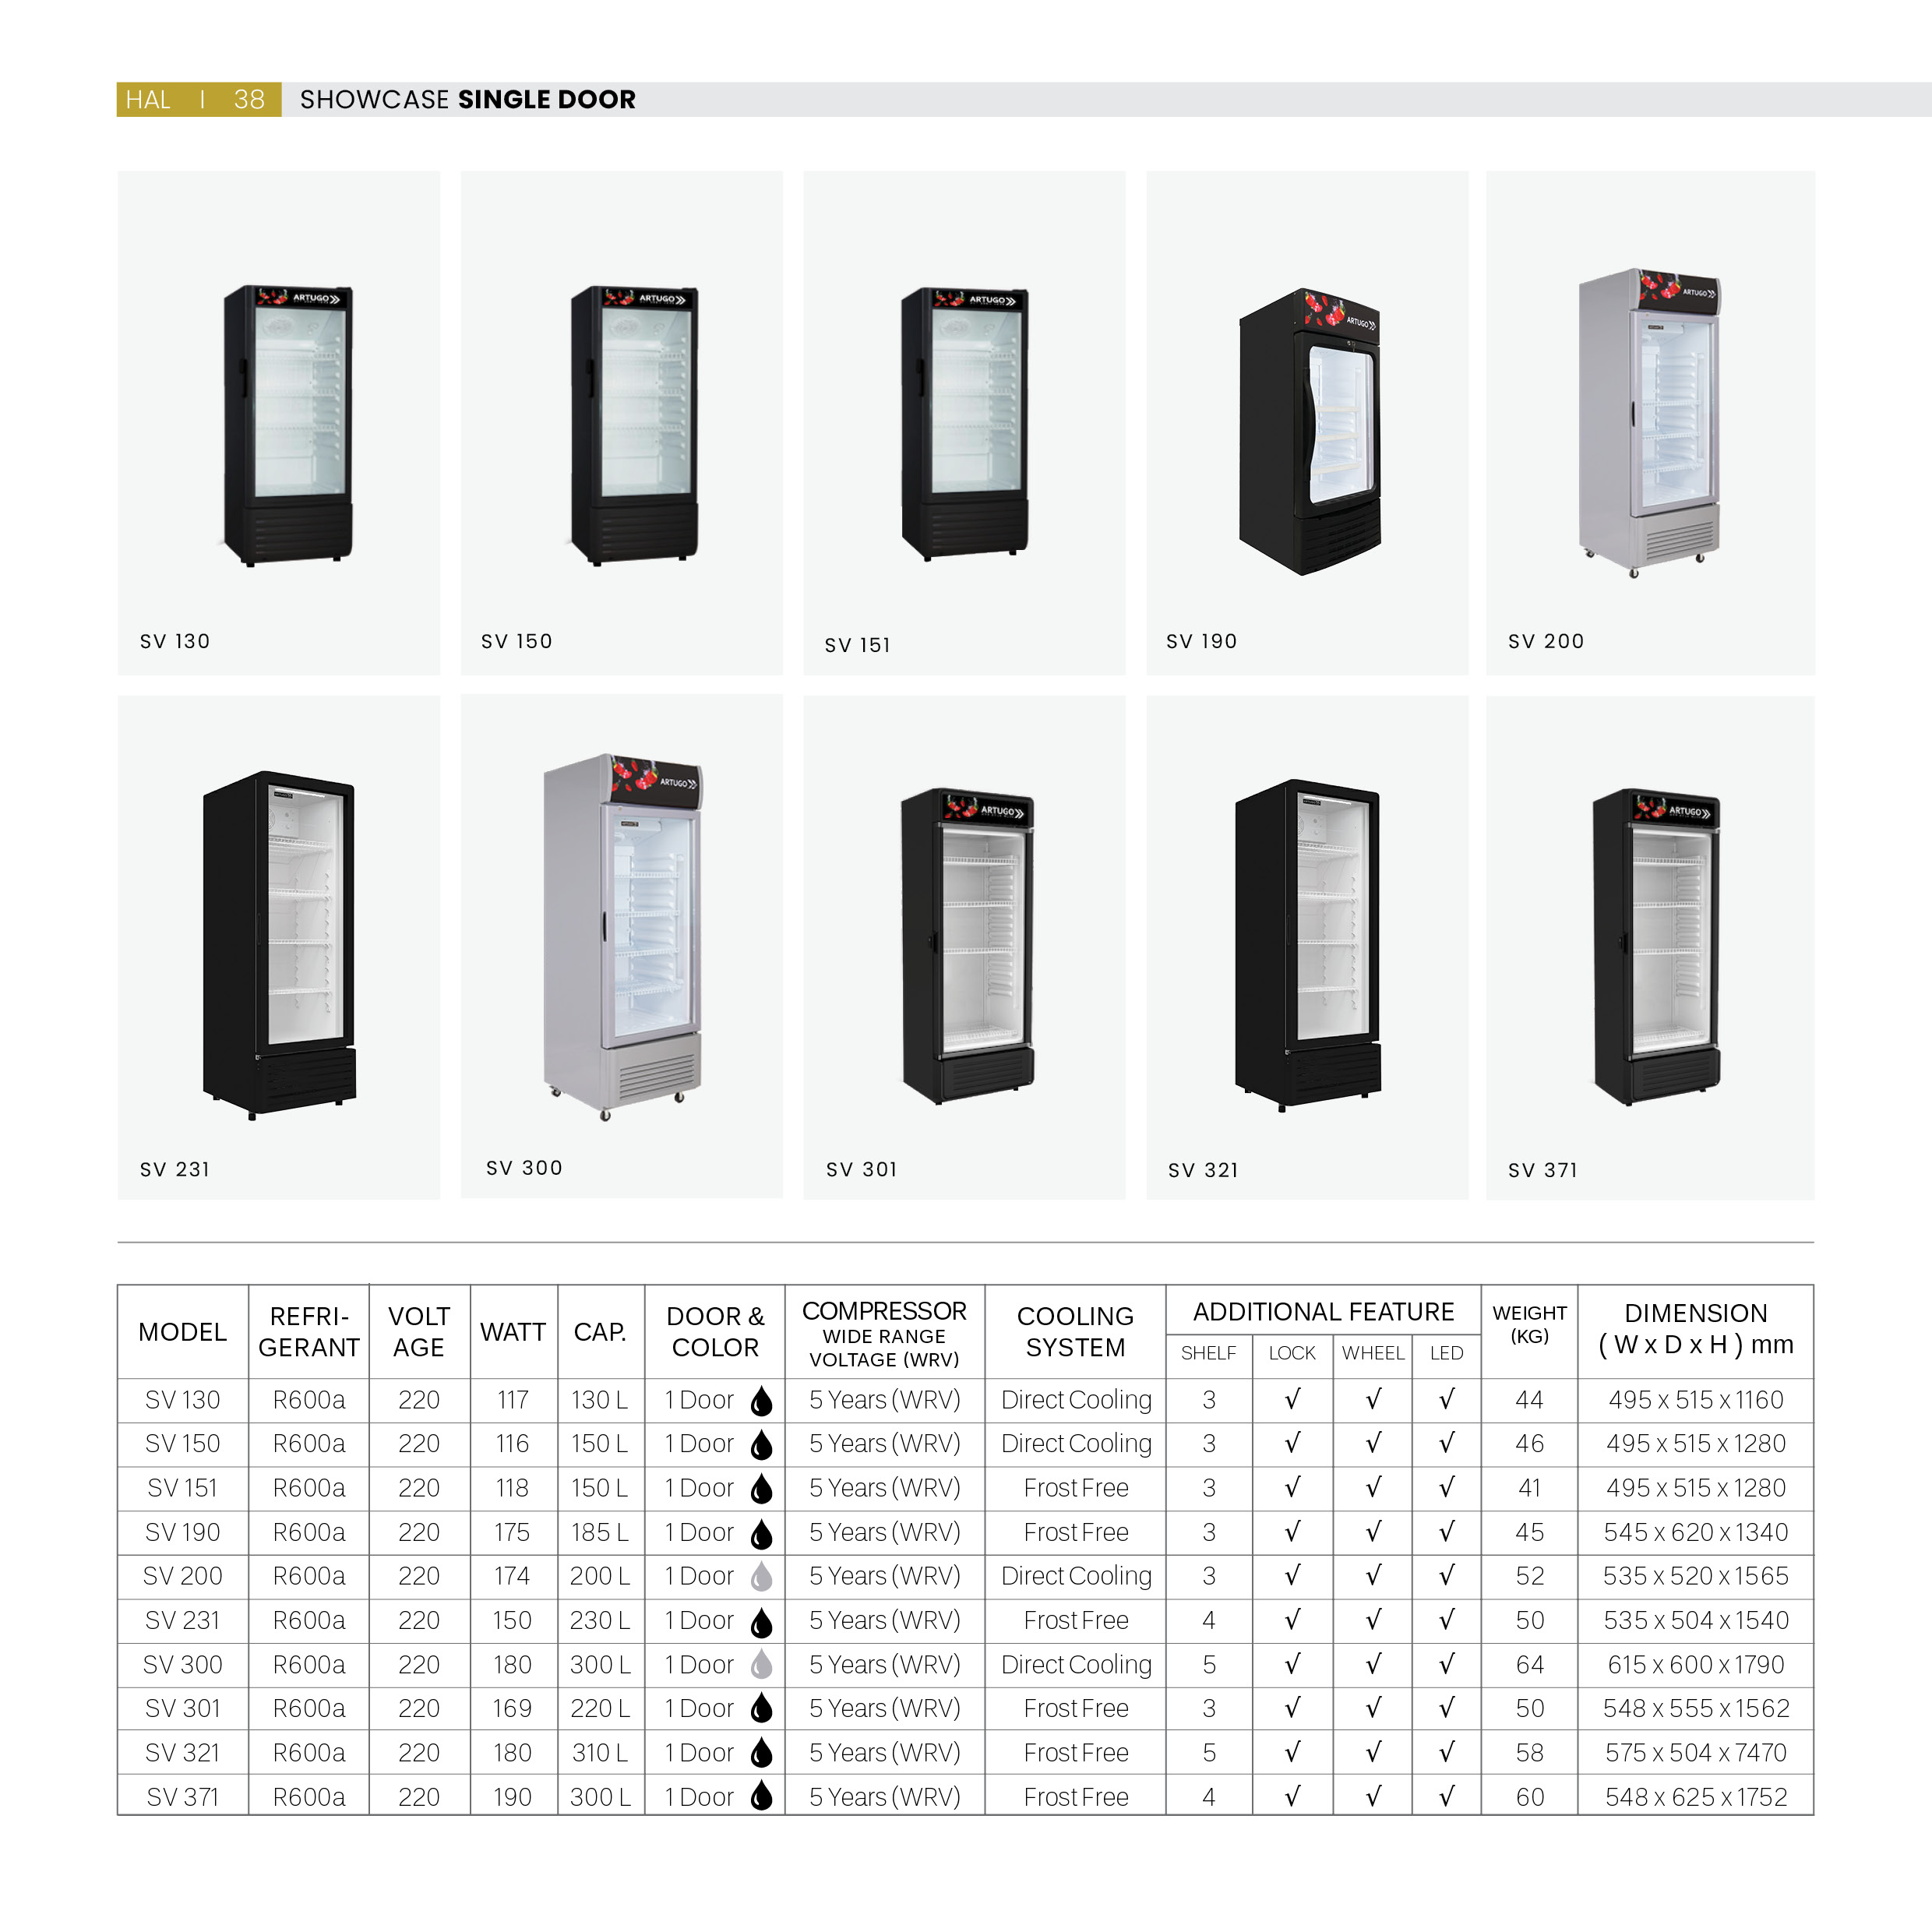 HAL | 38 SHOWCASE SINGLE DOOR
ARTUGO
ARTUGO
ARTUGO
ARTUGO
ARTUGO
SV 130
SV 150
SV 151
SV 190
SV 200
ARTUGO
ARTUGO
ARTUGO
SV 231
SV 300
SV 301
SV 321
SV 371
MODEL REFRI-GERANT VOLT AGE WATT CAP. DOOR & COLOR COMPRESSOR WIDE RANGE VOLTAGE (WRV) COOLING SYSTEM ADDITIONAL FEATURE WEIGHT (KG) DIMENSION ( W x D x H ) mm
SHELF LOCK WHEEL LED
SV 130 R600a 220 117 130 L 1 Door 5 Years (WRV) Direct Cooling 3 √ √ √ 44 495 x 515 x 1160
SV 150 R600a 220 116 150 L 1 Door 5 Years (WRV) Direct Cooling 3 √ √ √ 46 495 x 515 x 1280
SV 151 R600a 220 118 150 L 1 Door 5 Years (WRV) Frost Free 3 √ √ √ 41 495 x 515 x 1280
SV 190 R600a 220 175 185 L 1 Door 5 Years (WRV) Frost Free 3 √ √ √ 45 545 x 620 x 1340
SV 200 R600a 220 174 200 L 1 Door 5 Years (WRV) Direct Cooling 3 √ √ √ 52 535 x 520 x 1565
SV 231 R600a 220 150 230 L 1 Door 5 Years (WRV) Frost Free 4 √ √ √ 50 535 x 504 x 1540
SV 300 R600a 220 180 300 L 1 Door 5 Years (WRV) Direct Cooling 5 √ √ √ 64 615 x 600 x 1790
SV 301 R600a 220 169 220 L 1 Door 5 Years (WRV) Frost Free 3 √ √ √ 50 548 x 555 x 1562
SV 321 R600a 220 180 310 L 1 Door 5 Years (WRV) Frost Free 5 √ √ √ 58 575 x 504 x 7470
SV 371 R600a 220 190 300 L 1 Door 5 Years (WRV) Frost Free 4 √ √ √ 60 548 x 625 x 1752